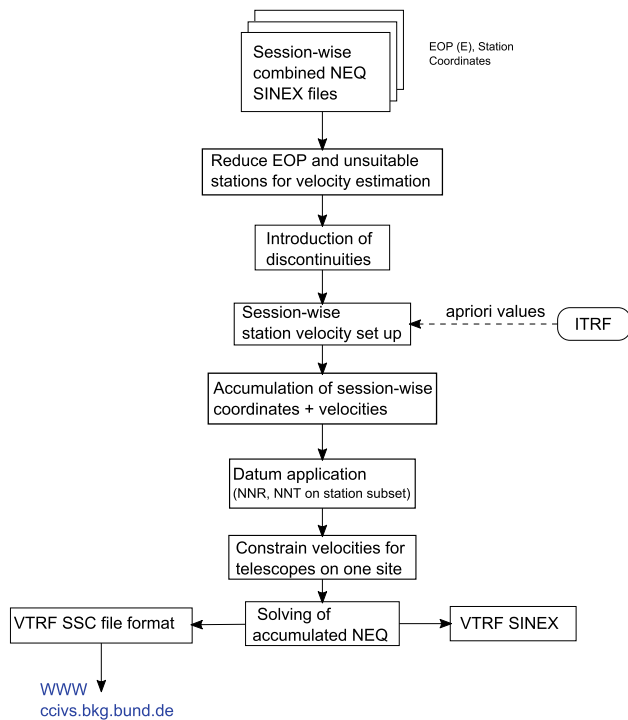 Session-wise
combined NEQ
SINEX files
EOP (E), Station
Coordinates
Reduce EOP and unsuitable
stations for velocity estimation
Introduction of
discontinuities
Session-wise
station velocity set up
apriori values
ITRF
Accumulation of session-wise
coordinates + velocities
Datum application
(NNR, NNT on station subset)
Constrain velocities for
telescopes on one site
Solving of
accumulated NEQ
VTRF SSC file format
VTRF SINEX
WWW
ccivs.bkg.bund.de